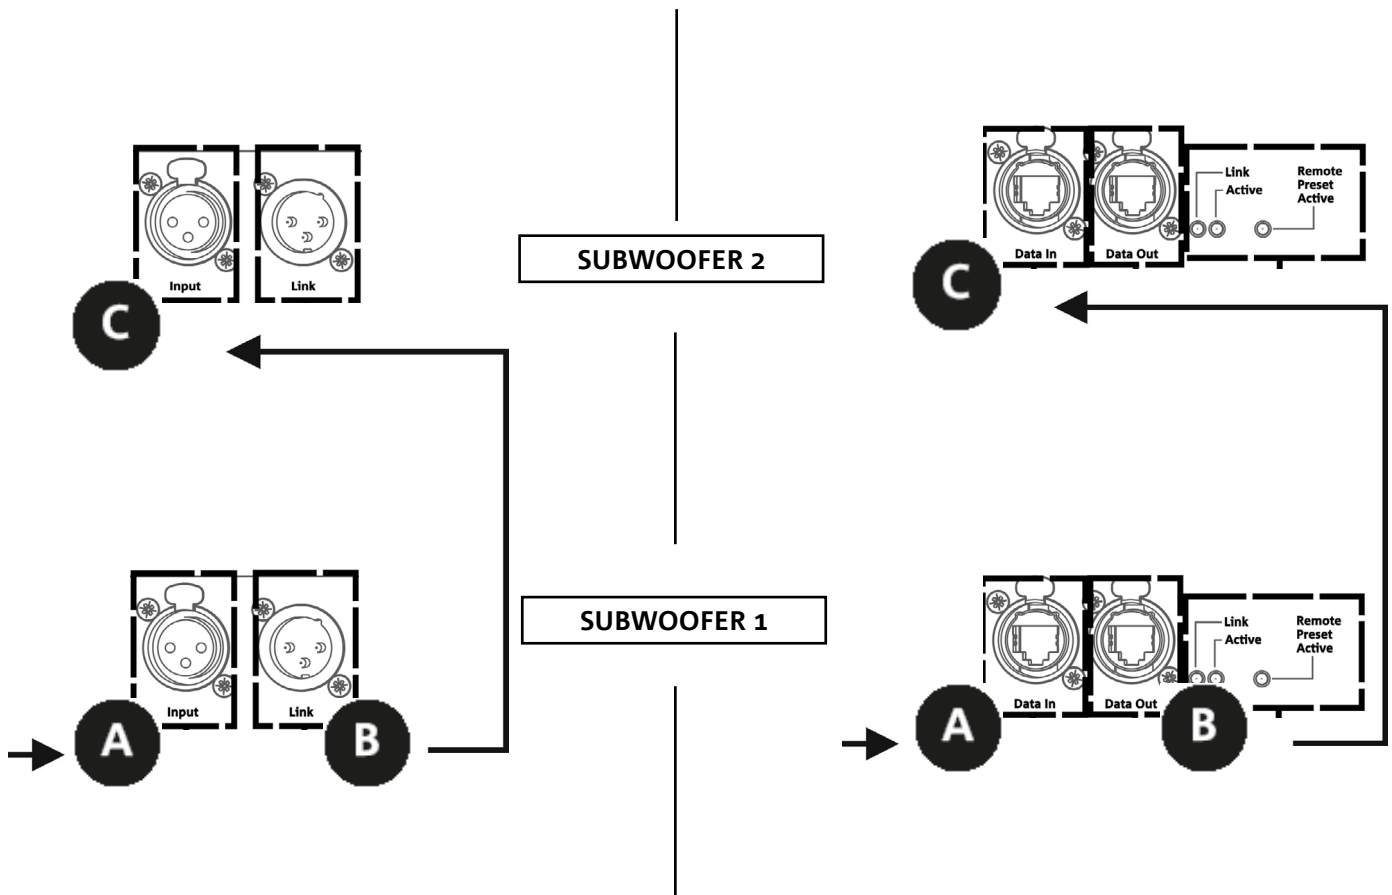 Link
Active
Remote
Preset
Active
Input
Link
C
Data In
Data Out
C
SUBWOOFER 2
SUBWOOFER 1
Link
Active
Remote
Preset
Active
Input
Link
A
B
Data In
Data Out
A
B